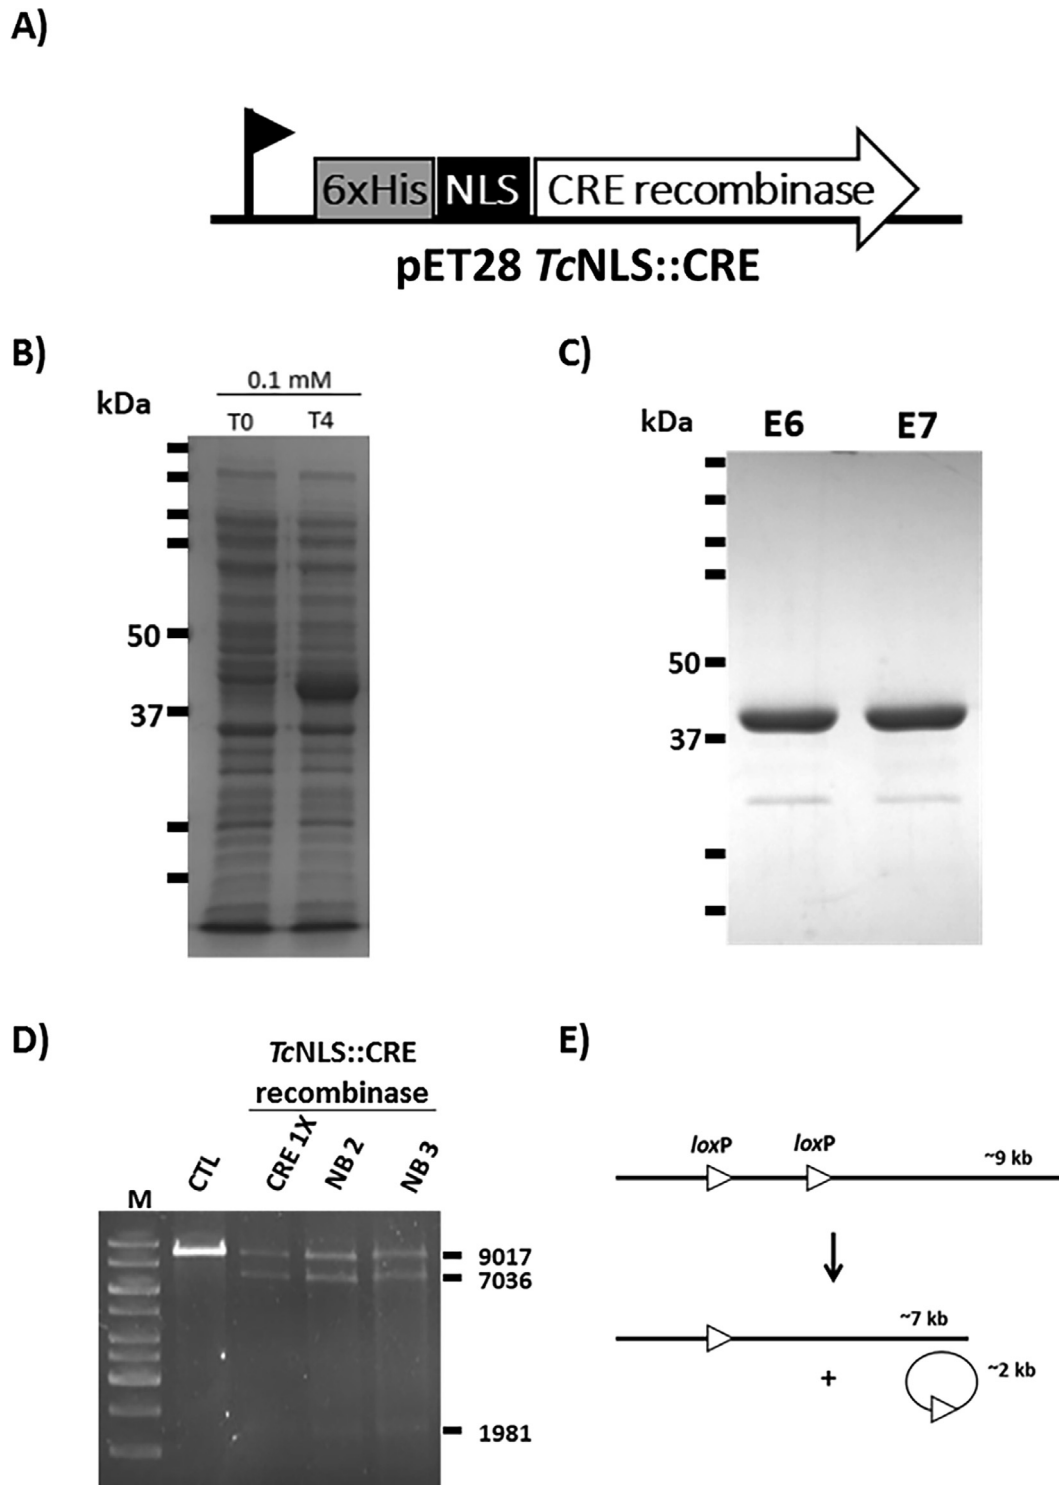 A)
6xHis NLS CRE recombinase
pET28 TcNLS::CRE
B)
0.1 mM
kDa
T0 T4
50
37
C)
kDa E6 E7
50
37
D)
TcNLS::CRE
recombinase
M CTL CRE 1X NB 2 NB 3
9017
7036
1981
E)
loxP loxP ~9 kb
~7 kb
+ ~2 kb